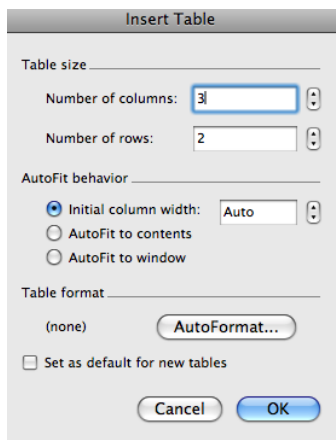 Insert Table
Table size
Number of columns: 3
Number of rows: 2
AutoFit behavior
Initial column width: Auto
AutoFit to contents
AutoFit to window
Table format
(none) AutoFormat...
Set as default for new tables
Cancel OK